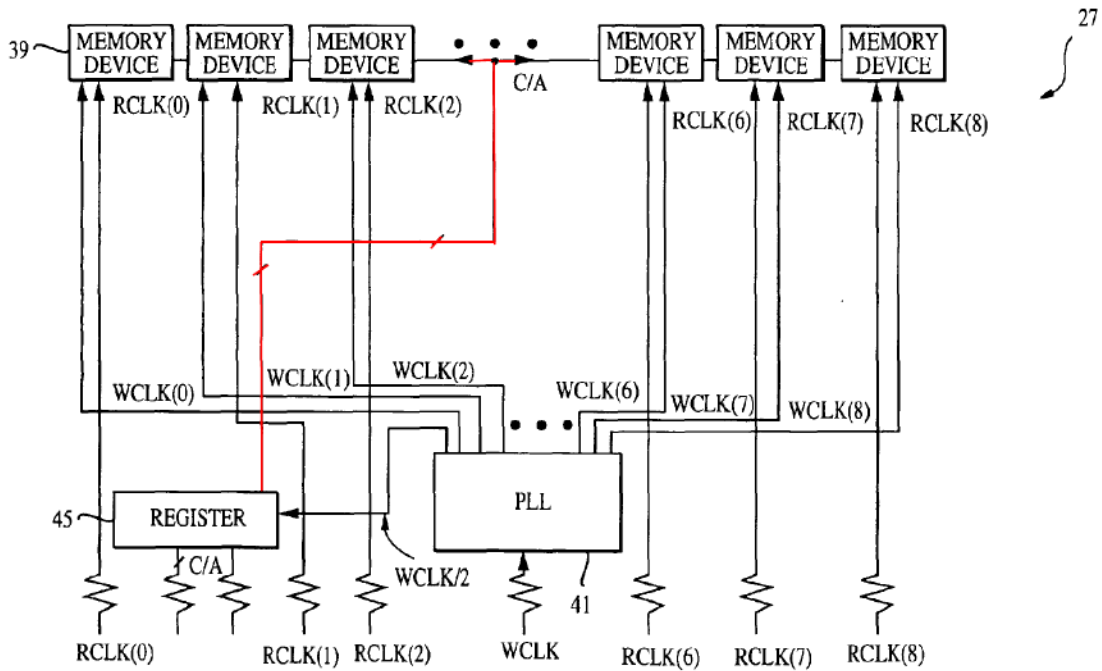 27
39
MEMORY DEVICE
MEMORY DEVICE
MEMORY DEVICE
C/A
MEMORY DEVICE
MEMORY DEVICE
MEMORY DEVICE
RCLK(0)
RCLK(1)
RCLK(2)
RCLK(6)
RCLK(7)
RCLK(8)
WCLK(0)
WCLK(1)
WCLK(2)
WCLK(6)
WCLK(7)
WCLK(8)
45
REGISTER
PLL
C/A
WCLK/2
41
RCLK(0)
RCLK(1)
RCLK(2)
WCLK
RCLK(6)
RCLK(7)
RCLK(8)